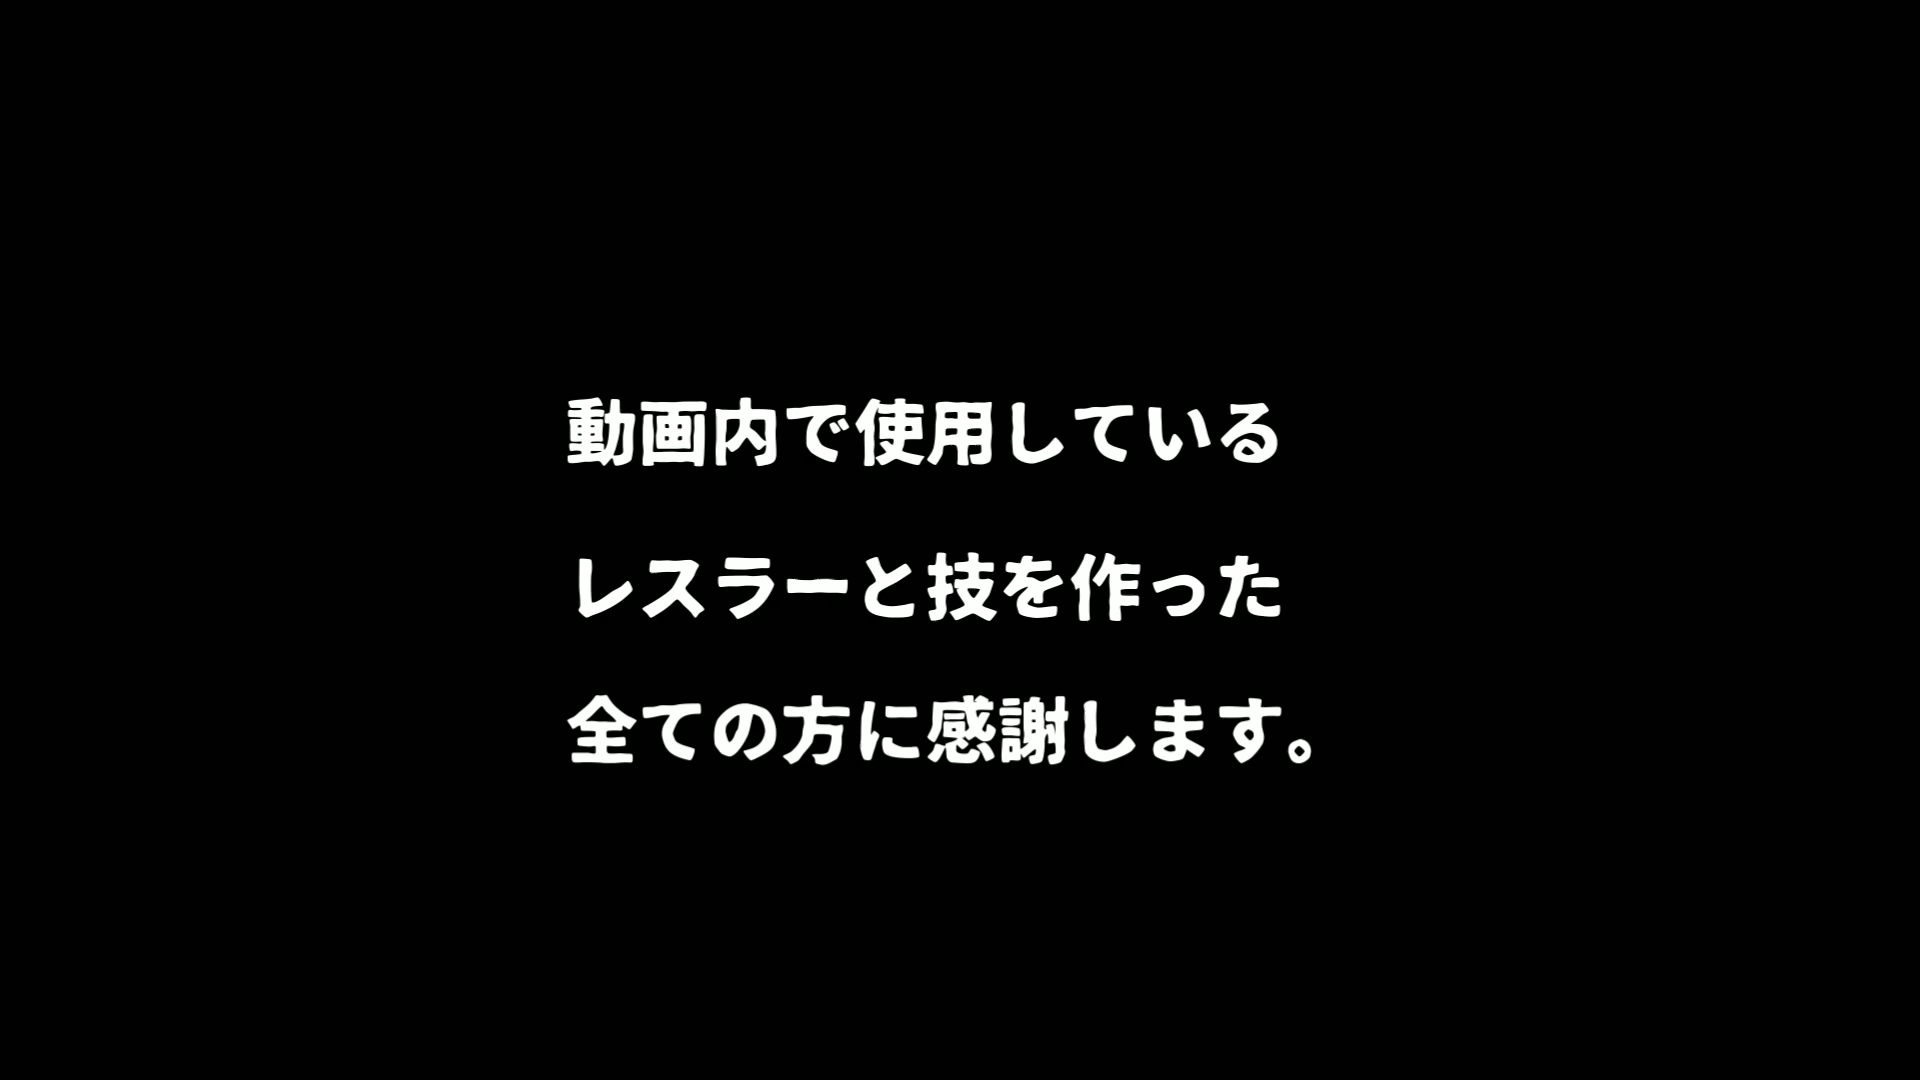 動画内で使用している
レスラーと技を作った
全ての方に感謝します。